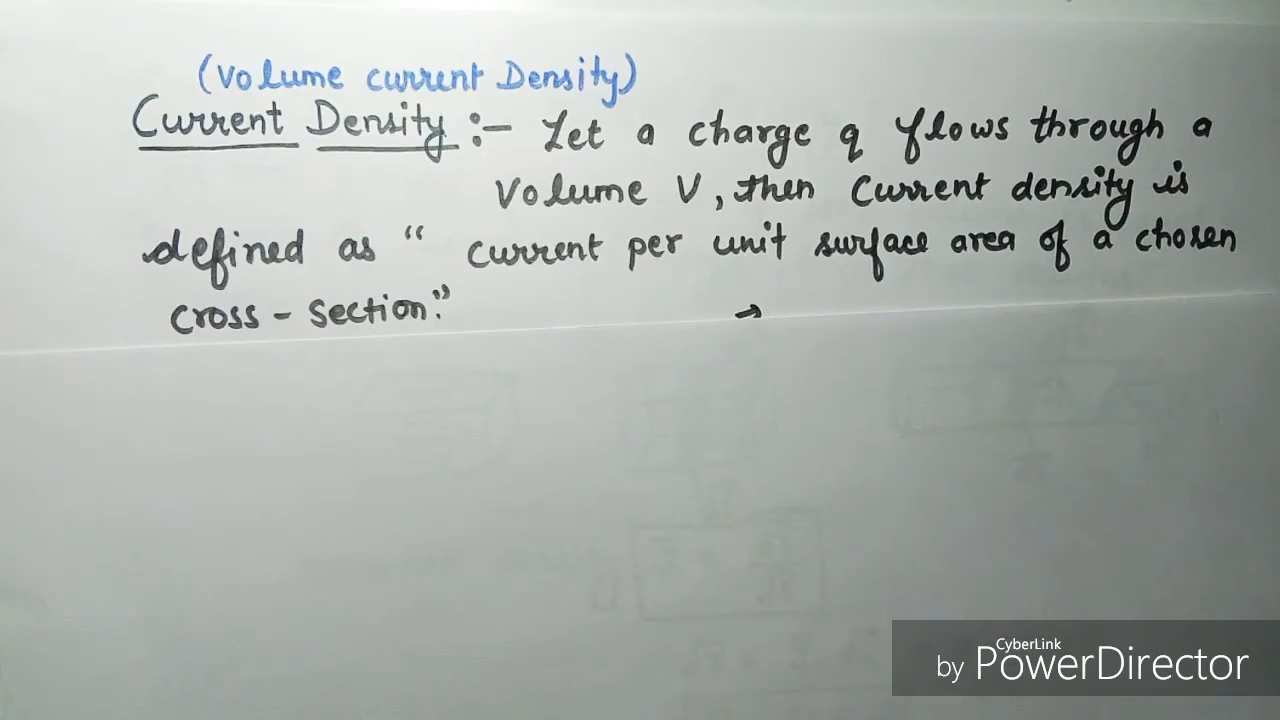 (Volume current Density)
Current Density :- Let a charge q flows through a
Volume V, then Current density is
defined as " current per unit surface area of a chosen
cross - section."
→
CyberLink
by PowerDirector